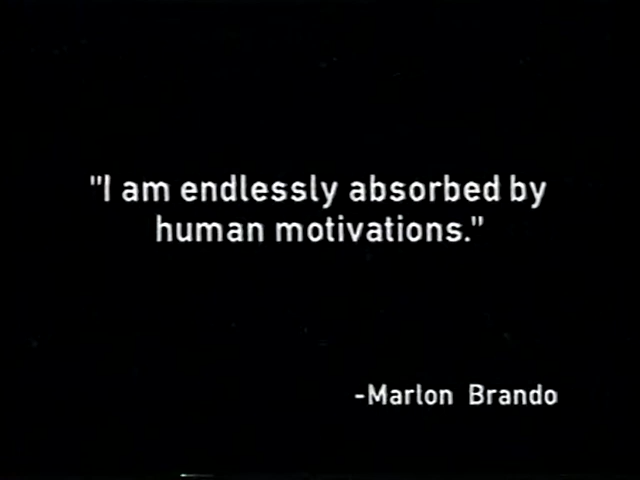 "I am endlessly absorbed by
human motivations."
-Marlon Brando